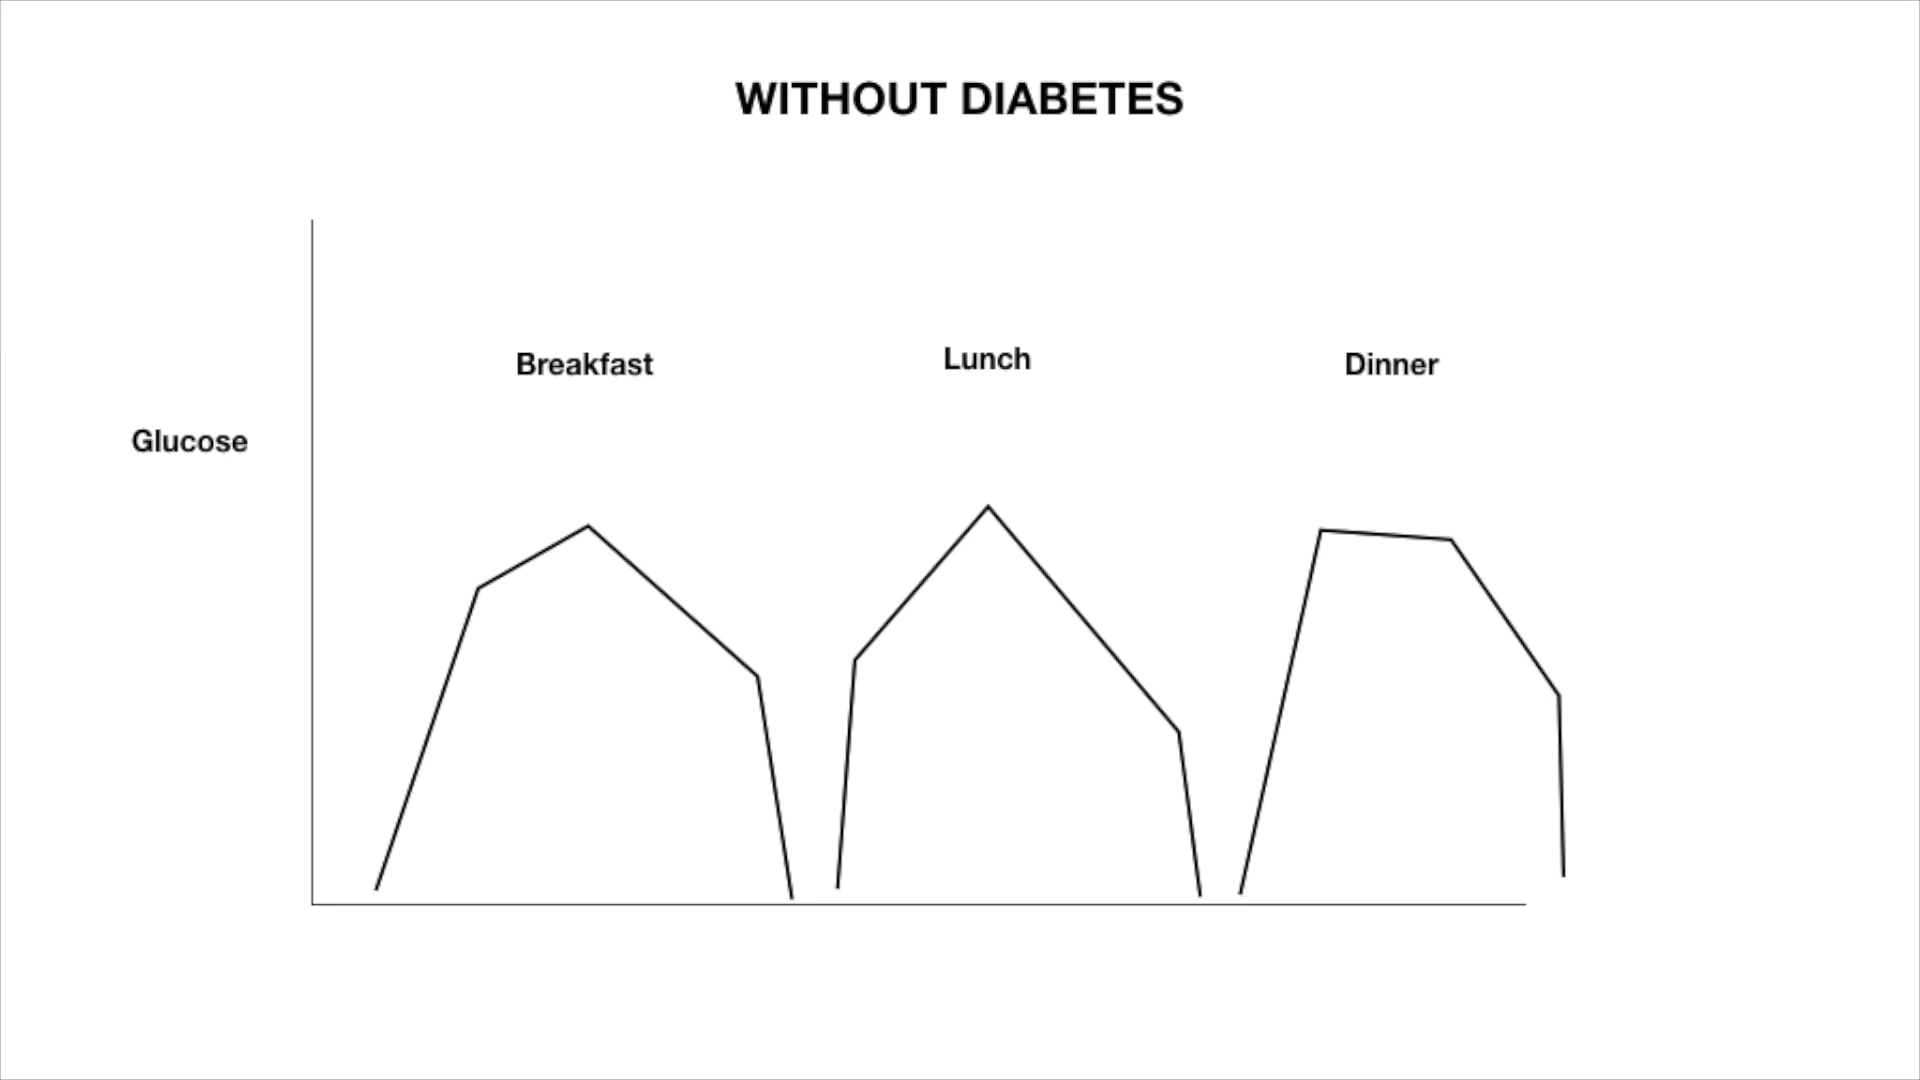 WITHOUT DIABETES
Breakfast
Lunch
Dinner
Glucose